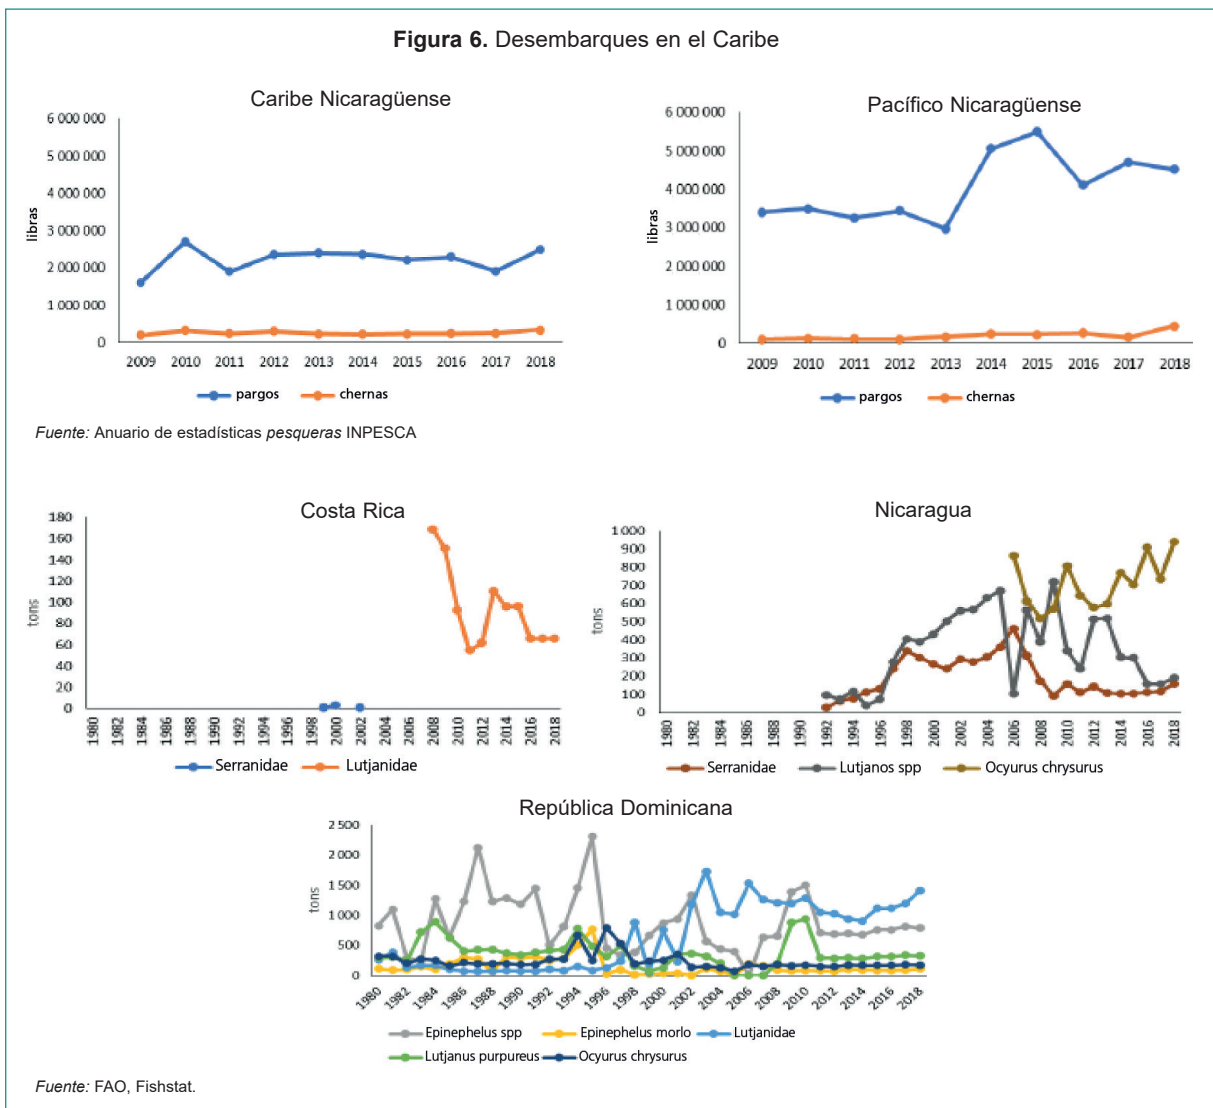 Figura 6. Desembarques en el Caribe
Caribe Nicaragüense
6 000 000
5 000 000
4 000 000
3 000 000
2 000 000
1 000 000
0
libras
2009 2010 2011 2012 2013 2014 2015 2016 2017 2018
pargos chernas
Pacífico Nicaragüense
6 000 000
5 000 000
4 000 000
3 000 000
2 000 000
1 000 000
0
libras
2009 2010 2011 2012 2013 2014 2015 2016 2017 2018
pargos chernas
Fuente: Anuario de estadísticas pesqueras INPESCA
Costa Rica
180
160
140
120
100
80
60
40
20
0
tons
1980 1982 1984 1986 1988 1990 1992 1994 1996 1998 2000 2002 2004 2006 2008 2010 2012 2014 2016 2018
Serranidae Lutjanidae
Nicaragua
1 000
900
800
700
600
500
400
300
200
100
0
tons
1980 1982 1984 1986 1988 1990 1992 1994 1996 1998 2000 2002 2004 2006 2008 2010 2012 2014 2016 2018
Serranidae Lutjanos spp Ocyurus chrysurus
República Dominicana
2 500
2 000
1 500
1 000
500
0
tons
1980 1982 1984 1986 1988 1990 1992 1994 1996 1998 2000 2002 2004 2006 2008 2010 2012 2014 2016 2018
Epinephelus spp Epinephelus morlo Lutjanidae
Lutjanus purpureus Ocyurus chrysurus
Fuente: FAO, Fishstat.